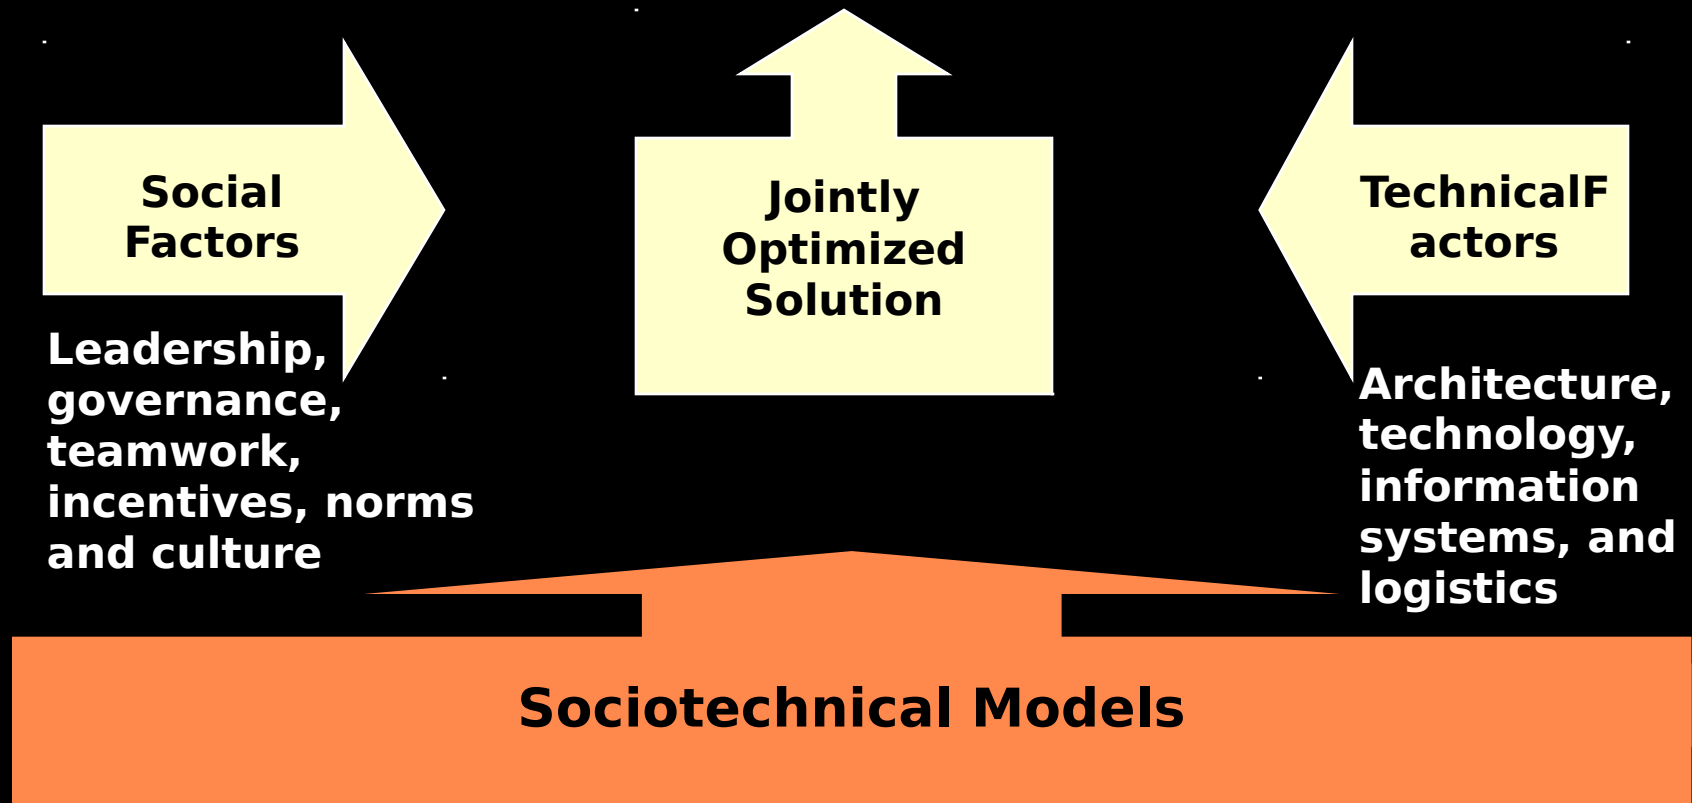 Social
Factors
Jointly
Optimized
Solution
TechnicalF
actors
Leadership,
governance,
teamwork,
incentives, norms
and culture
Architecture,
technology,
information
systems, and
logistics
Sociotechnical Models